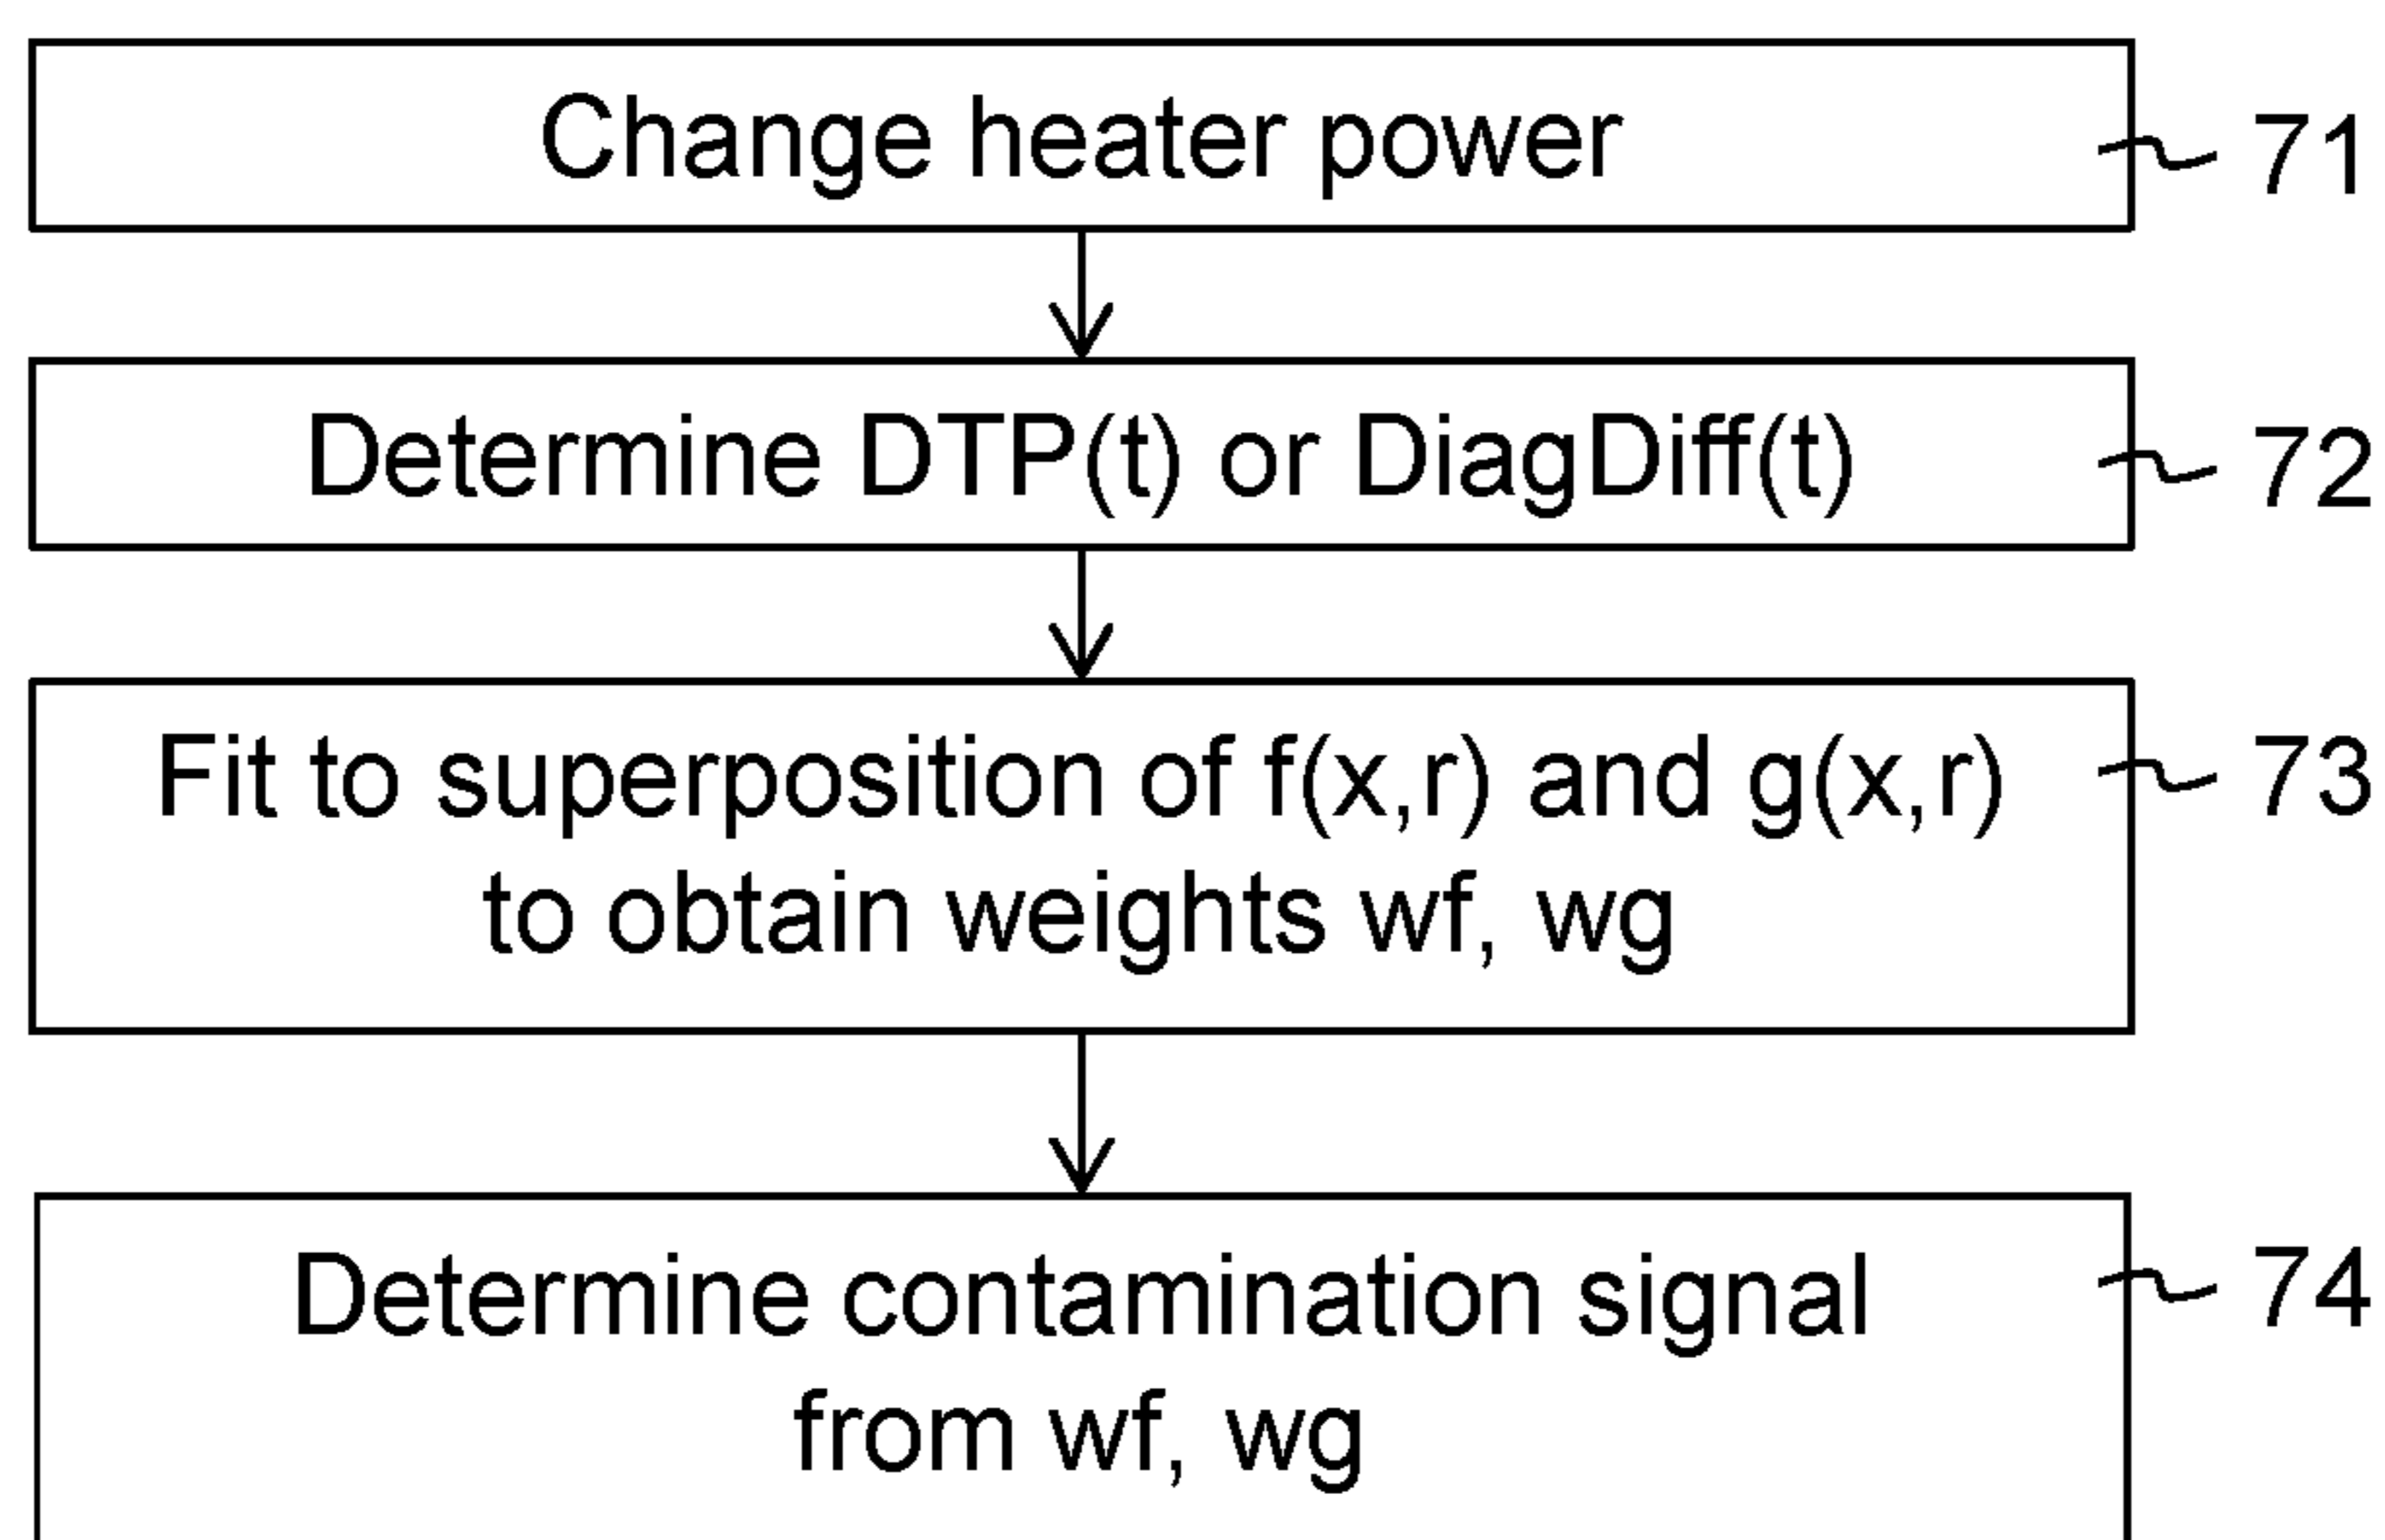 Change heater power
71
Determine DTP(t) or DiagDiff(t)
72
Fit to superposition of f(x,r) and g(x,r)
73
to obtain weights wf, wg
Determine contamination signal
74
from wf, wg